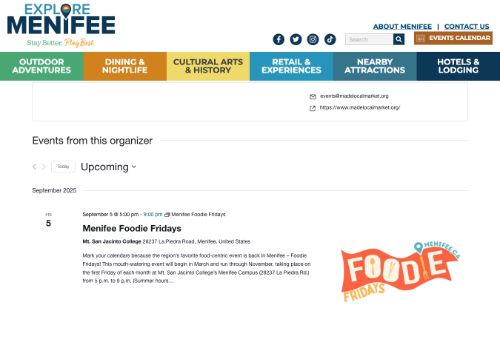 EXPLORE
MENIFEE
Stay Better. Play Best.
ABOUT MENIFEE | CONTACT US
Search
EVENTS CALENDAR
OUTDOOR ADVENTURES
DINING & NIGHTLIFE
CULTURAL ARTS & HISTORY
RETAIL & EXPERIENCES
NEARBY ATTRACTIONS
HOTELS & LODGING
events@madelocalmarket.org
https://www.madelocalmarket.org/
Events from this organizer
Today
Upcoming
September 2025
FRI
5
September 5 @ 5:00 pm - 9:00 pm Menifee Foodie Fridays
Menifee Foodie Fridays
Mt. San Jacinto College 28237 La Piedra Road, Menifee, United States
Mark your calendars because the region's favorite food-centric event is back in Menifee – Foodie
Fridays! This mouth-watering event will begin in March and run through November, taking place on
the first Friday of each month at Mt. San Jacinto College's Menifee Campus (28237 La Piedra Rd.)
from 5 p.m. to 8 p.m. (Summer hours...
MENIFEE, CA
FOODIE
FRIDAYS